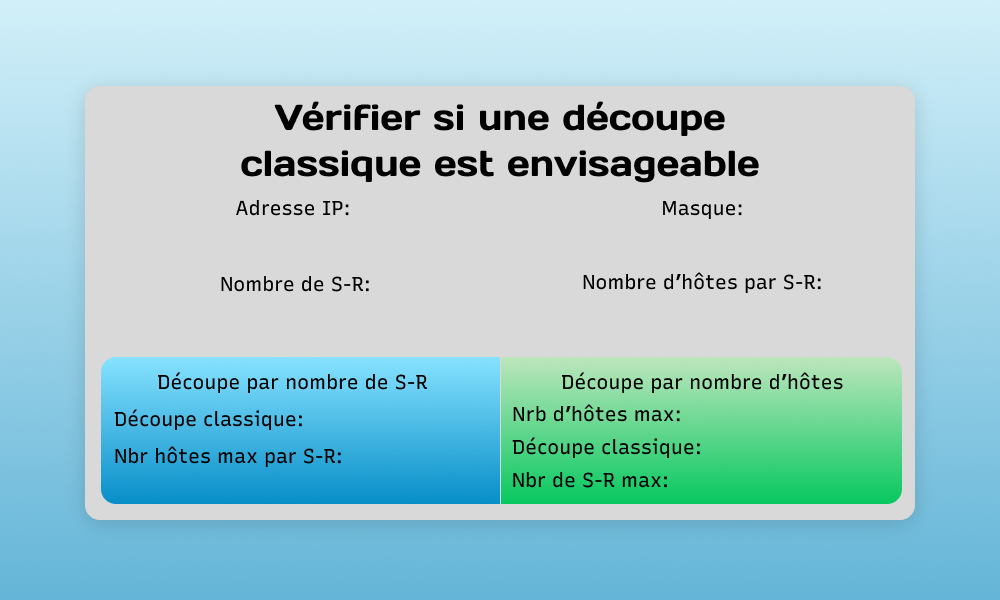 Vérifier si une découpe
classique est envisageable
Adresse IP:
Masque:
Nombre de S-R:
Nombre d'hôtes par S-R:
Découpe par nombre de S-R
Découpe classique:
Nbr hôtes max par S-R:
Découpe par nombre d'hôtes
Nrb d'hôtes max:
Découpe classique:
Nbr de S-R max: